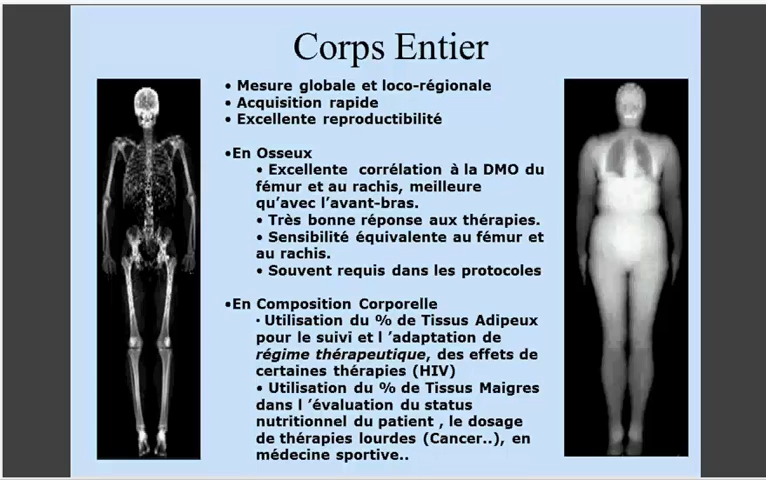 Corps Entier
• Mesure globale et loco-régionale
• Acquisition rapide
• Excellente reproductibilité
•En Osseux
• Excellente corrélation à la DMO du
fémur et au rachis, meilleure
qu’avec l’avant-bras.
• Très bonne réponse aux thérapies.
• Sensibilité équivalente au fémur et
au rachis.
• Souvent requis dans les protocoles
•En Composition Corporelle
• Utilisation du % de Tissus Adipeux
pour le suivi et l ’adaptation de
régime thérapeutique, des effets de
certaines thérapies (HIV)
• Utilisation du % de Tissus Maigres
dans l ’évaluation du status
nutritionnel du patient , le dosage
de thérapies lourdes (Cancer..), en
médecine sportive..